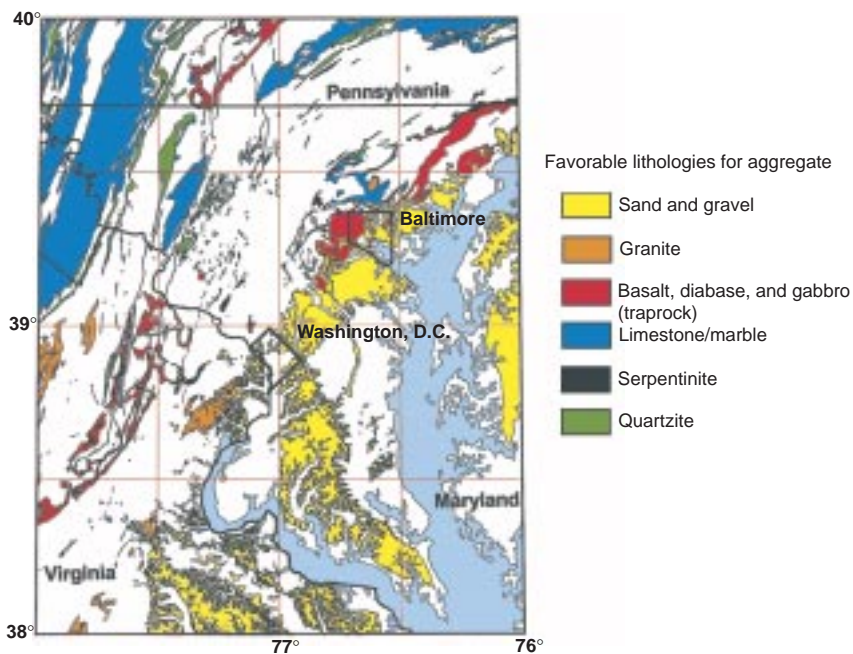 40°
Pennsylvania
Baltimore
39°
Washington, D.C.
Maryland
Virginia
38°
77°
76°
Favorable lithologies for aggregate
Sand and gravel
Granite
Basalt, diabase, and gabbro
(traprock)
Limestone/marble
Serpentinite
Quartzite